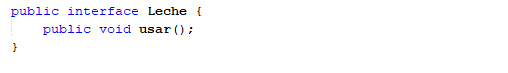 public interface Leche {
    public void usar();
}